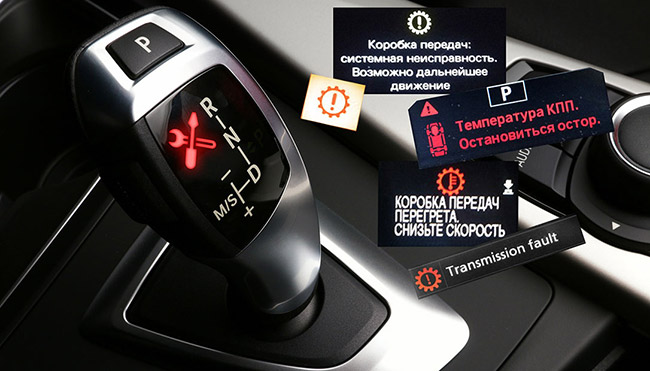 P
R
N
D
M/S
+
-
Коробка передач:
системная неисправность.
Возможно дальнейшее
движение
P
Температура КПП.
Остановиться остор.
КОРОБКА ПЕРЕДАЧ
ПЕРЕГРЕТА.
СНИЗЬТЕ СКОРОСТЬ
Transmission fault